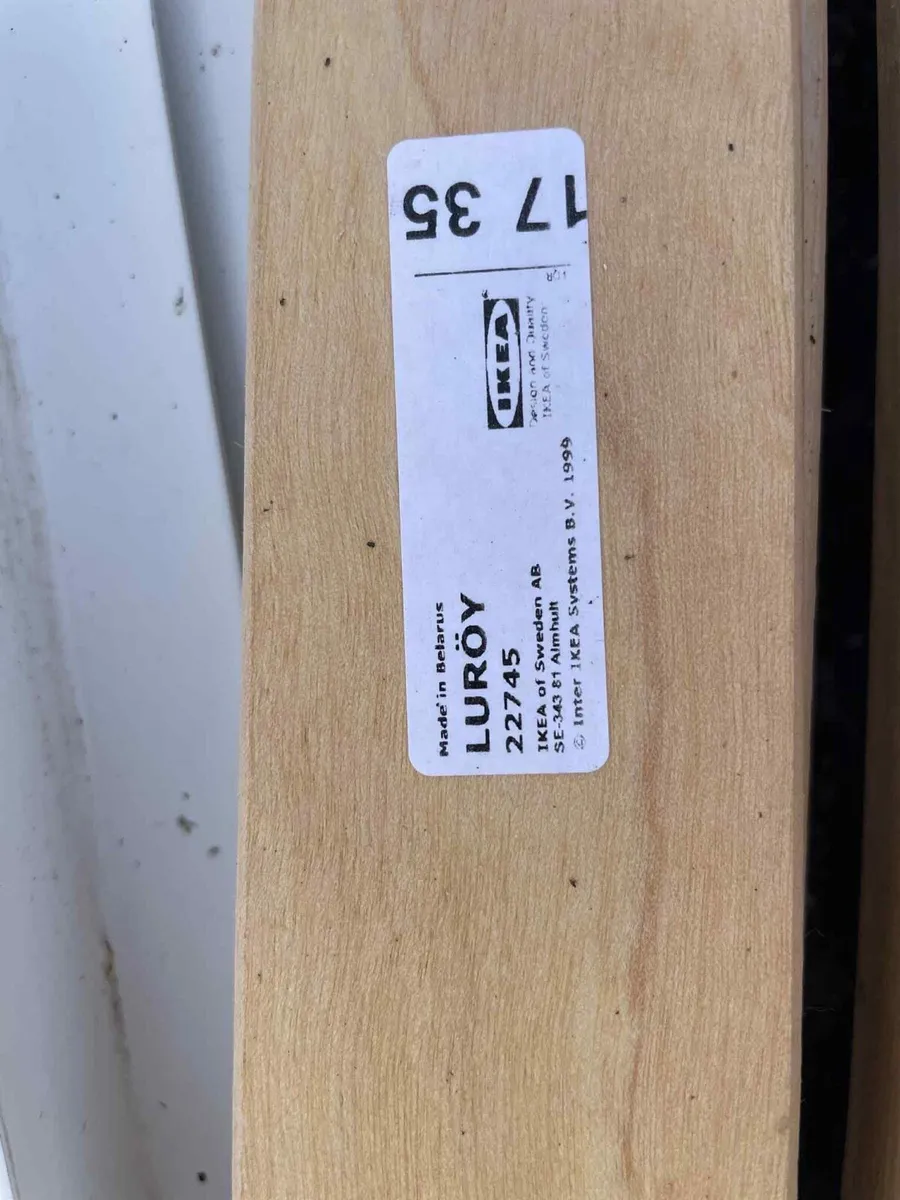 Made in Belarus
LURÖY
22745
IKEA of Sweden AB
SE-343 81 Älmhult
© Inter IKEA Systems B.V. 1999
IKEA®
Design and Quality
IKEA of Sweden
17 35